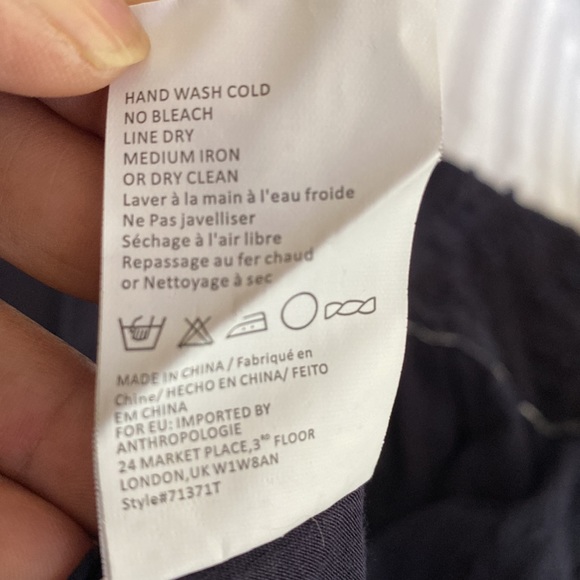 HAND WASH COLD
NO BLEACH
LINE DRY
MEDIUM IRON
OR DRY CLEAN
Laver à la main à l'eau froide
Ne Pas javelliser
Séchage à l'air libre
Repassage au fer chaud
or Nettoyage à sec
MADE IN CHINA / Fabriqué en
Chine/ HECHO EN CHINA/ FEITO
EM CHINA
FOR EU: IMPORTED BY
ANTHROPOLOGIE
24 MARKET PLACE,3RD FLOOR
LONDON,UK W1W8AN
Style#71371T